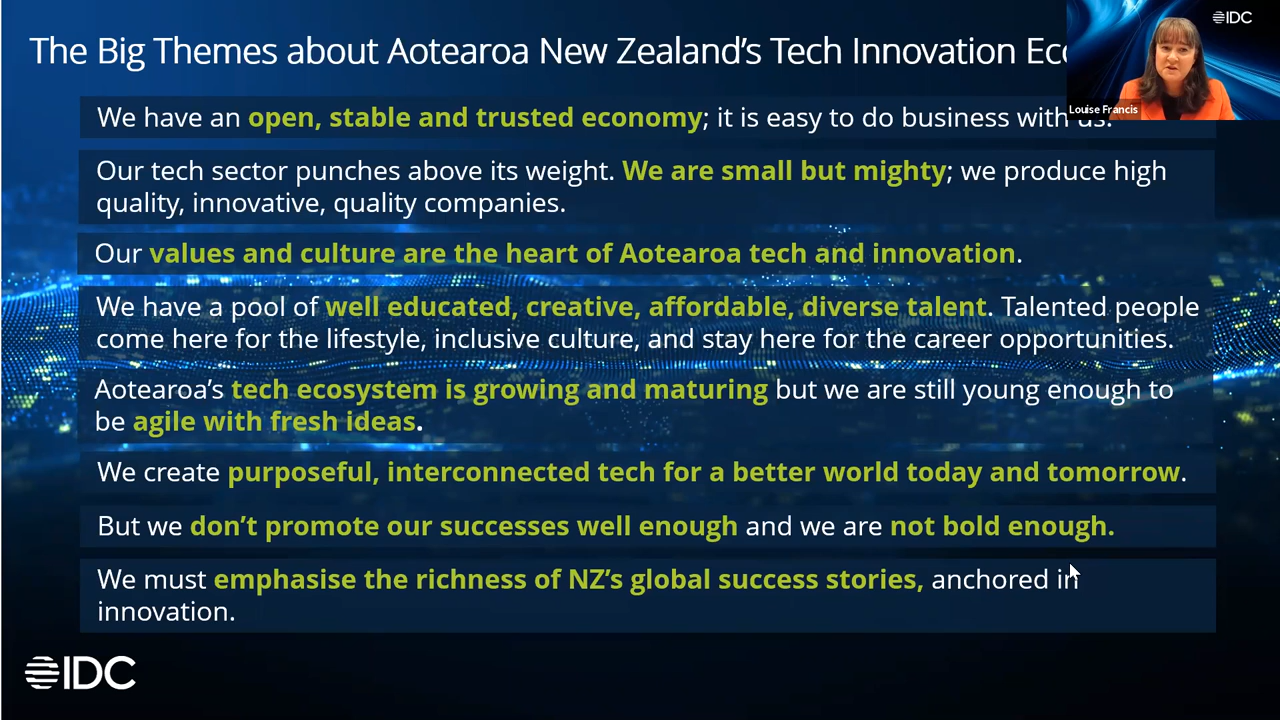 IDC
The Big Themes about Aotearoa New Zealand's Tech Innovation
Louise Francis
We have an open, stable and trusted economy; it is easy to do business with us.
Our tech sector punches above its weight. We are small but mighty; we produce high
quality, innovative, quality companies.
Our values and culture are the heart of Aotearoa tech and innovation.
We have a pool of well educated, creative, affordable, diverse talent. Talented people
come here for the lifestyle, inclusive culture, and stay here for the career opportunities.
Aotearoa's tech ecosystem is growing and maturing but we are still young enough to
be agile with fresh ideas.
We create purposeful, interconnected tech for a better world today and tomorrow.
But we don't promote our successes well enough and we are not bold enough.
We must emphasise the richness of NZ's global success stories, anchored in
innovation.
IDC